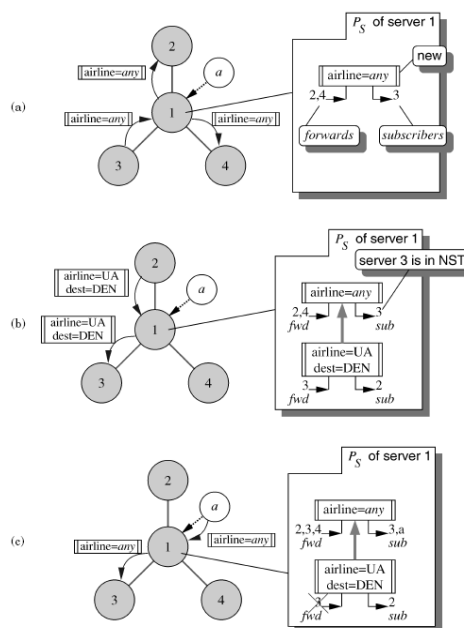 P_S of server 1
2
a
new
airline=any
airline=any
1
2,4
3
(a)
airline=any
airline=any
forwards
subscribers
3
4
P_S of server 1
server 3 is in NST
2
airline=UA
dest=DEN
a
airline=any
(b)
airline=UA
dest=DEN
1
2,4
3
fwd
sub
airline=UA
dest=DEN
3
4
3
2
fwd
sub
P_S of server 1
2
a
airline=any
(c)
airline=any
1
airline=any
2,3,4
3,a
fwd
sub
airline=UA
dest=DEN
3
4
3
2
fwd
sub